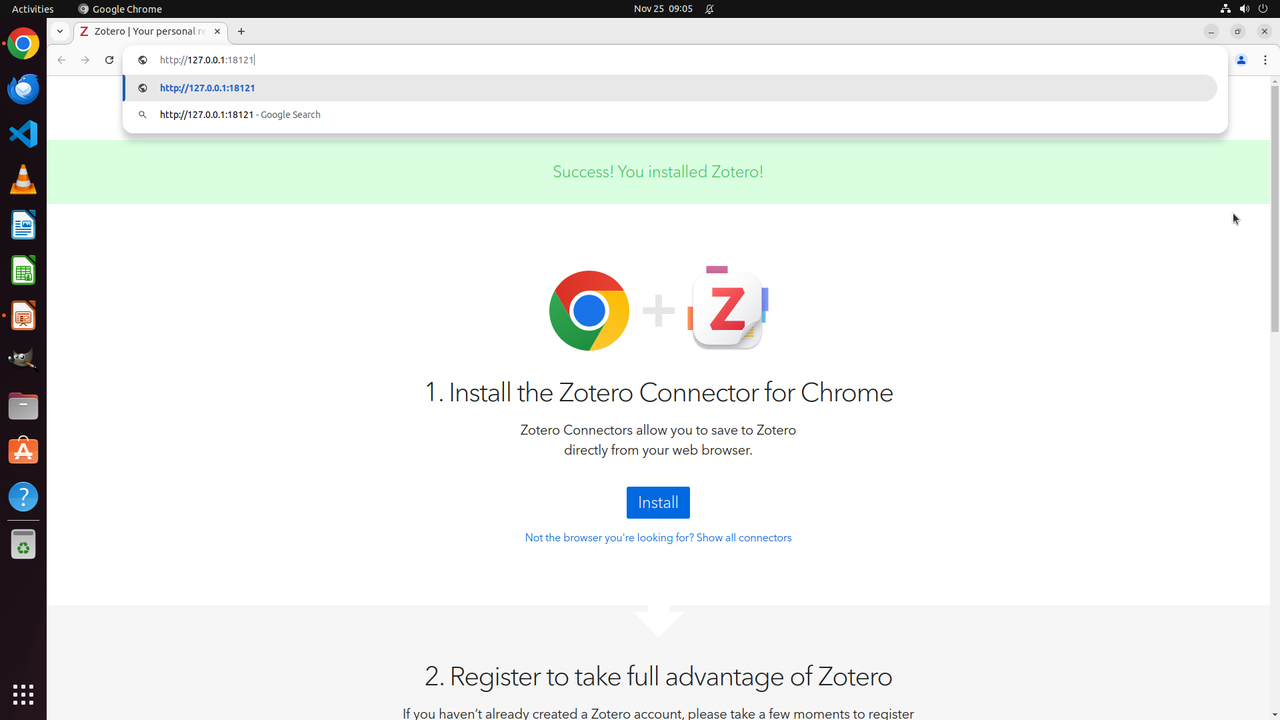 Activities
Google Chrome
Nov 25 09:05
Zotero | Your personal re
http://127.0.0.1:18121
http://127.0.0.1:18121
http://127.0.0.1:18121 - Google Search
Success! You installed Zotero!
1. Install the Zotero Connector for Chrome
Zotero Connectors allow you to save to Zotero
directly from your web browser.
Install
Not the browser you're looking for? Show all connectors
2. Register to take full advantage of Zotero
If you haven't already created a Zotero account, please take a few moments to register